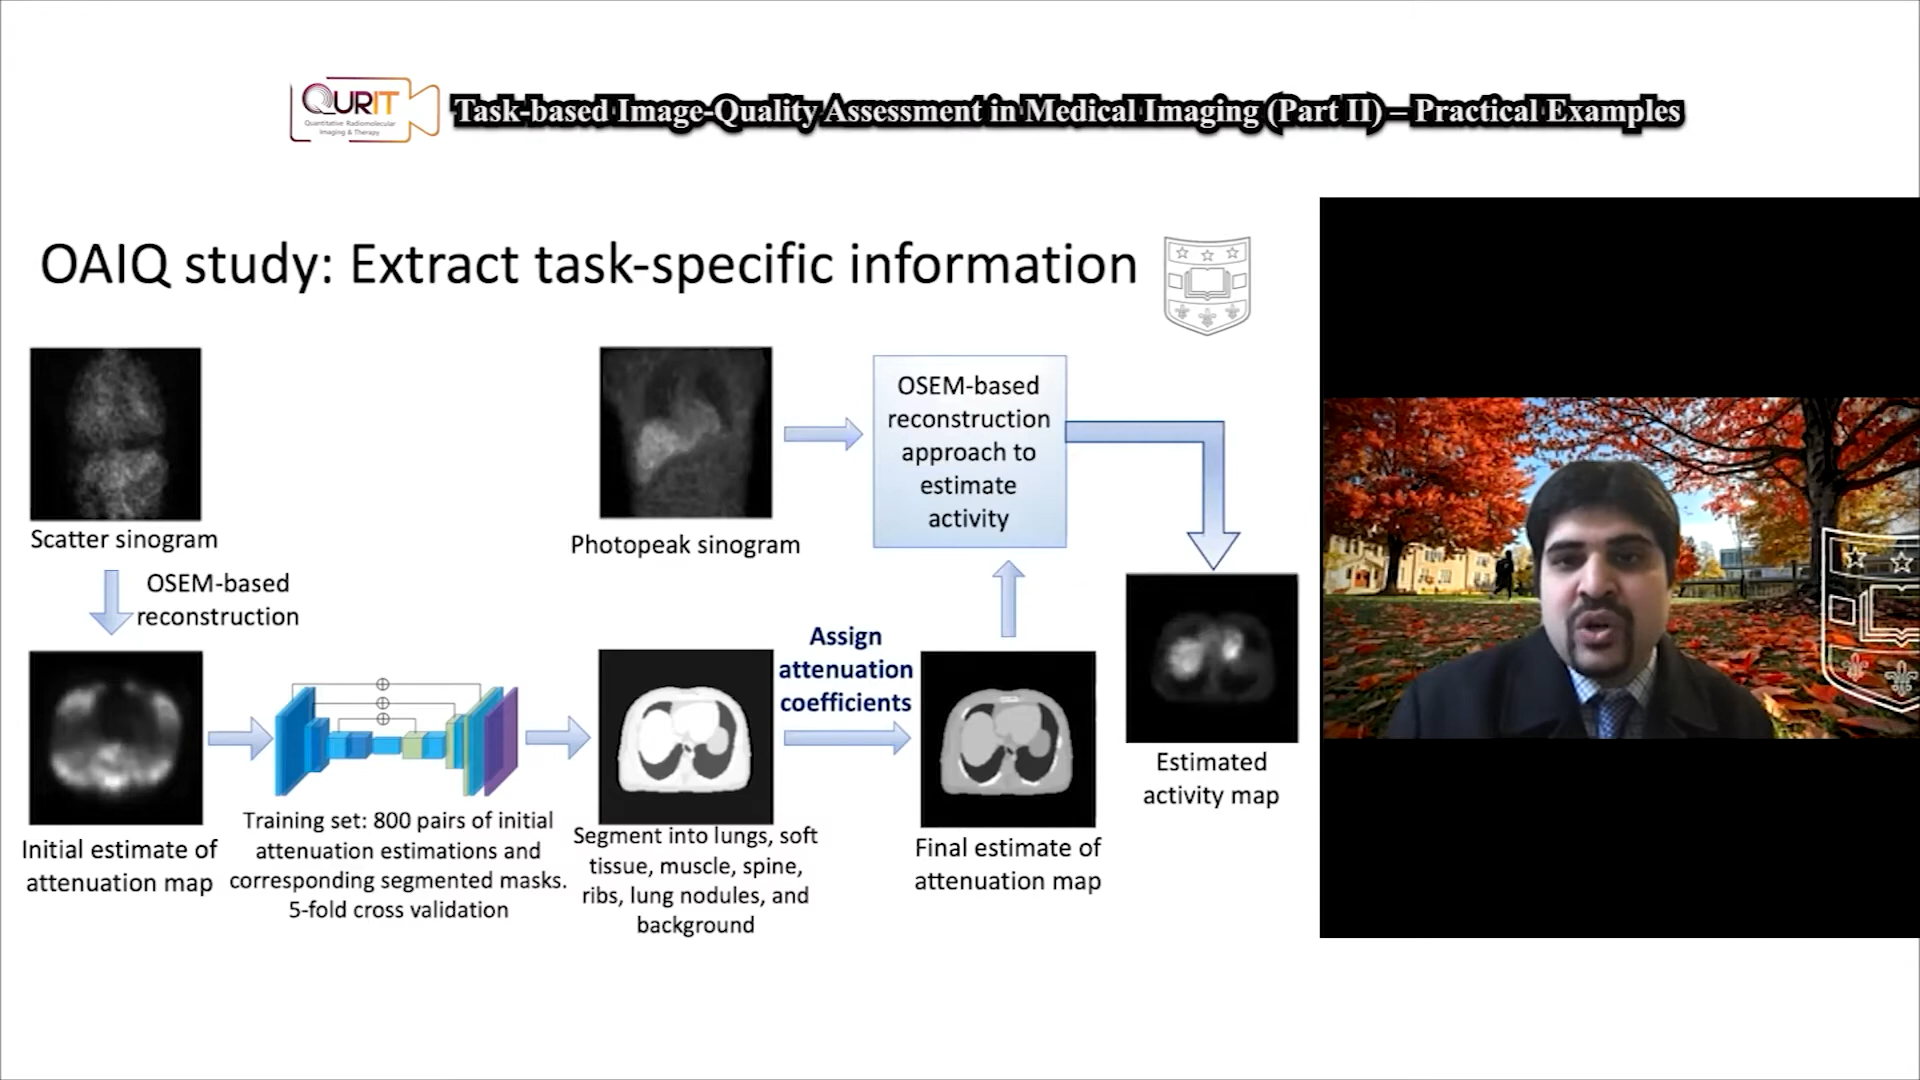 QURIT
Quantitative Radiomolecular
Imaging & Therapy
Task-based Image-Quality Assessment in Medical Imaging (Part II) – Practical Examples
OAIQ study: Extract task-specific information
Scatter sinogram
OSEM-based
reconstruction
Initial estimate of
attenuation map
Training set: 800 pairs of initial
attenuation estimations and
corresponding segmented masks.
5-fold cross validation
Photopeak sinogram
Segment into lungs, soft
tissue, muscle, spine,
ribs, lung nodules, and
background
Assign
attenuation
coefficients
OSEM-based
reconstruction
approach to
estimate
activity
Final estimate of
attenuation map
Estimated
activity map